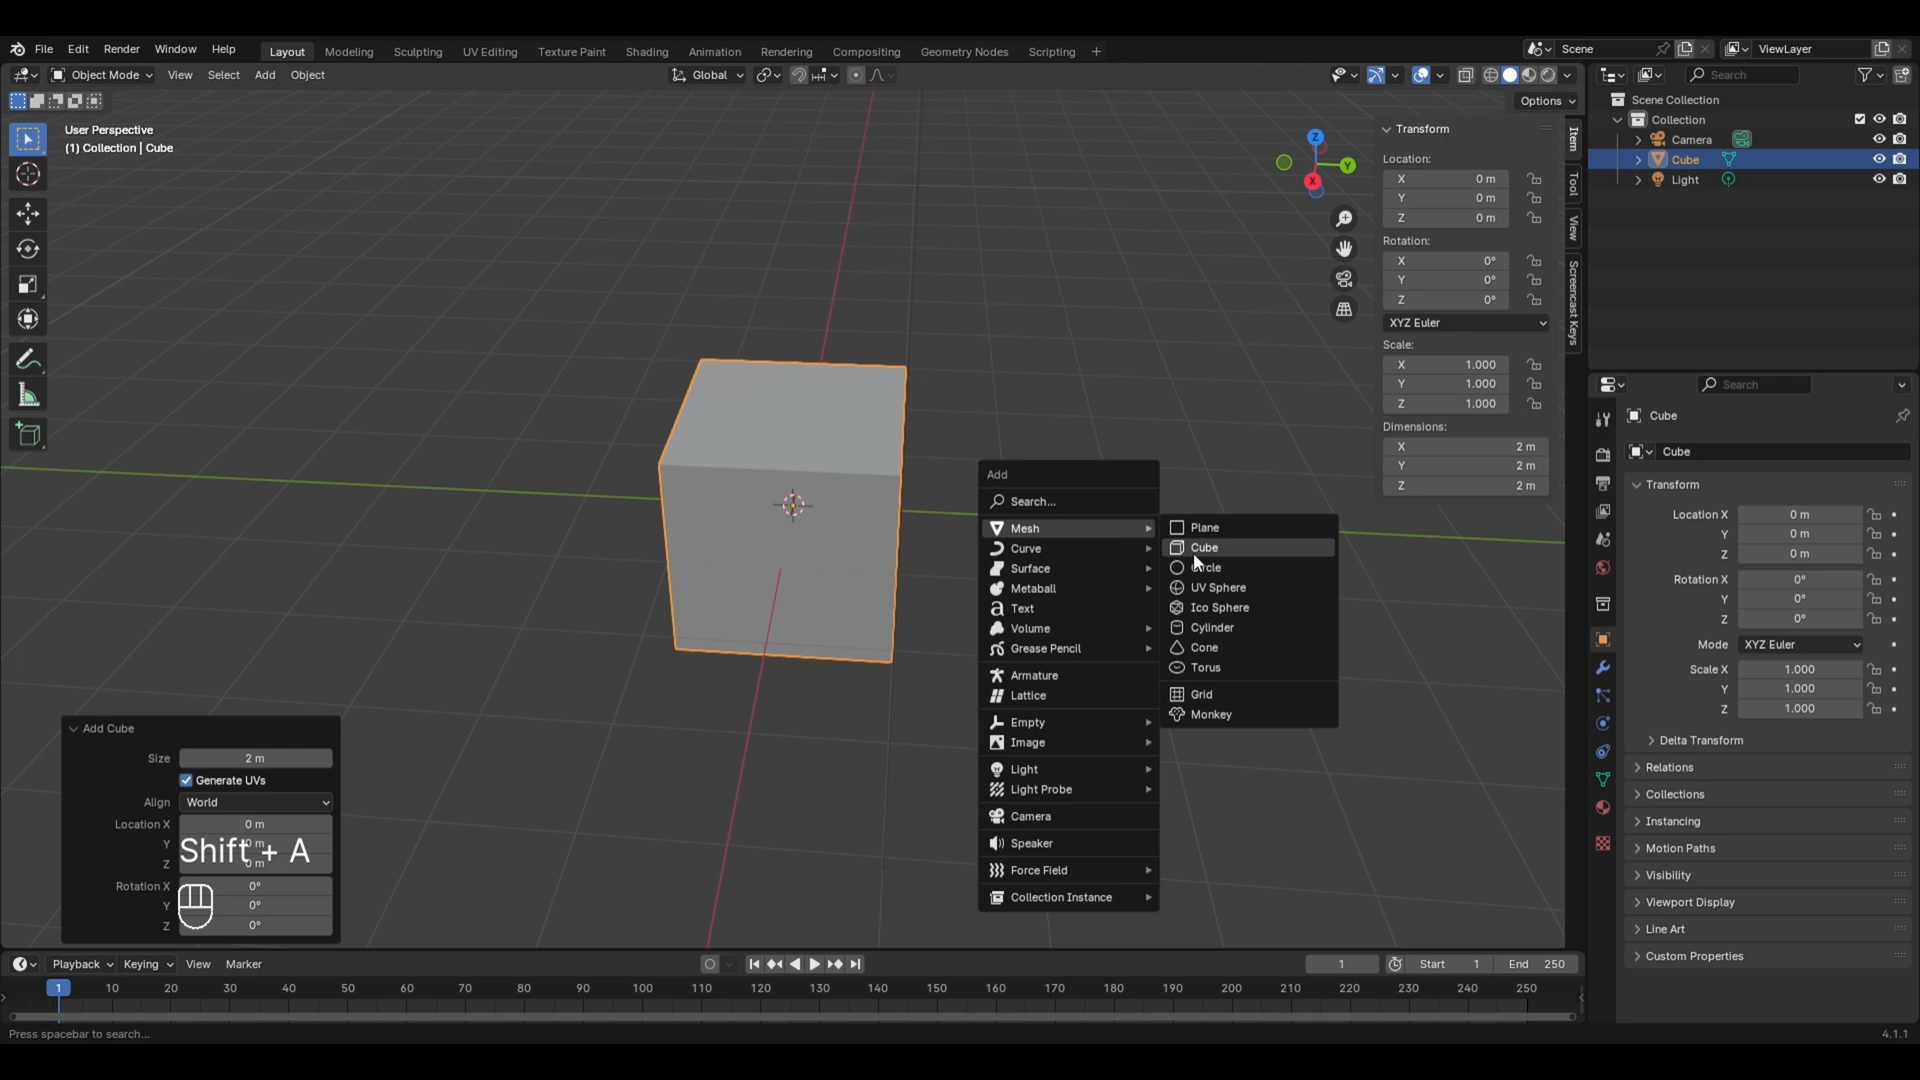 File Edit Render Window Help Layout Modeling Sculpting UV Editing Texture Paint Shading Animation Rendering Compositing Geometry Nodes Scripting + Scene ViewLayer
Object Mode View Select Add Object Global Search
Options
User Perspective
(1) Collection | Cube
Z
Y
X
Transform
Location:
X 0 m
Y 0 m
Z 0 m
Rotation:
X 0°
Y 0°
Z 0°
XYZ Euler
Scale:
X 1.000
Y 1.000
Z 1.000
Dimensions:
X 2 m
Y 2 m
Z 2 m
Item
Tool
View
Screencast Keys
Scene Collection
Collection
Camera
Cube
Light
Add
Search...
Mesh
Curve
Surface
Metaball
Text
Volume
Grease Pencil
Armature
Lattice
Empty
Image
Light
Light Probe
Camera
Speaker
Force Field
Collection Instance
Plane
Cube
UV Sphere
Ico Sphere
Cylinder
Cone
Torus
Grid
Monkey
Add Cube
Size 2 m
Generate UVs
Align World
Location X 0 m
Y 0 m
Z 0 m
Shift + A
Rotation X 0°
Y 0°
Z 0°
Search
Cube
Cube
Transform
Location X 0 m
Y 0 m
Z 0 m
Rotation X 0°
Y 0°
Z 0°
Mode XYZ Euler
Scale X 1.000
Y 1.000
Z 1.000
Delta Transform
Relations
Collections
Instancing
Motion Paths
Visibility
Viewport Display
Line Art
Custom Properties
Playback Keying View Marker 1 Start 1 End 250
1 10 20 30 40 50 60 70 80 90 100 110 120 130 140 150 160 170 180 190 200 210 220 230 240 250
Press spacebar to search... 4.1.1